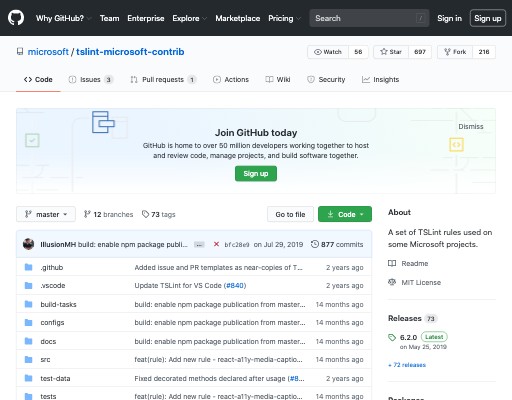 Why GitHub? Team Enterprise Explore Marketplace Pricing Search / Sign in Sign up
microsoft / tslint-microsoft-contrib Watch 56 Star 697 Fork 216
Code Issues 3 Pull requests 1 Actions Wiki Security Insights
Dismiss
Join GitHub today
GitHub is home to over 50 million developers working together to host
and review code, manage projects, and build software together.
Sign up
master 12 branches 73 tags Go to file Code
About
A set of TSLint rules used on
some Microsoft projects.
Readme
MIT License
IllusionMH build: enable npm package publi... ... bfc28e9 on Jul 29, 2019 877 commits
.github Added issue and PR templates as near-copies of T... 2 years ago
.vscode Update TSLint for VS Code (#840) 2 years ago
build-tasks build: enable npm package publication from master... 14 months ago
configs build: enable npm package publication from master... 14 months ago
docs build: enable npm package publication from master... 14 months ago
src feat(rule): Add new rule - react-a11y-media-captio... 14 months ago
test-data Fixed decorated methods declared after usage (#8... 2 years ago
tests feat(rule): Add new rule - react-a11y-media-captio... 14 months ago
Releases 73
6.2.0 Latest
on May 25, 2019
+ 72 releases